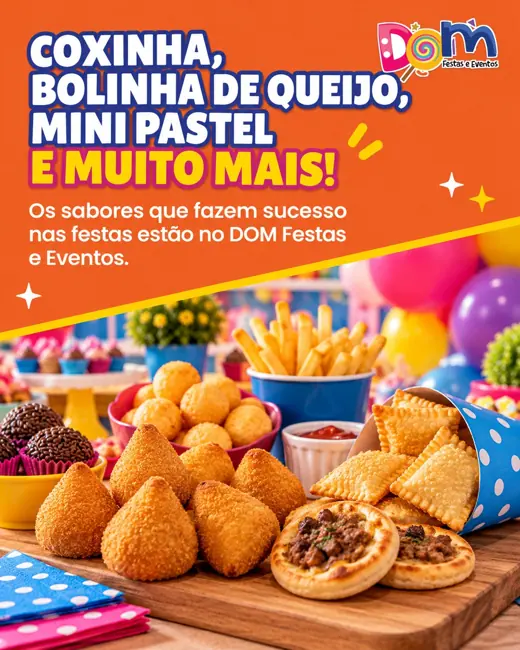 COXINHA,
BOLINHA DE QUEIJO,
MINI PASTEL
E MUITO MAIS!
DOM
Festas e Eventos
Os sabores que fazem sucesso
nas festas estão no DOM Festas
e Eventos.